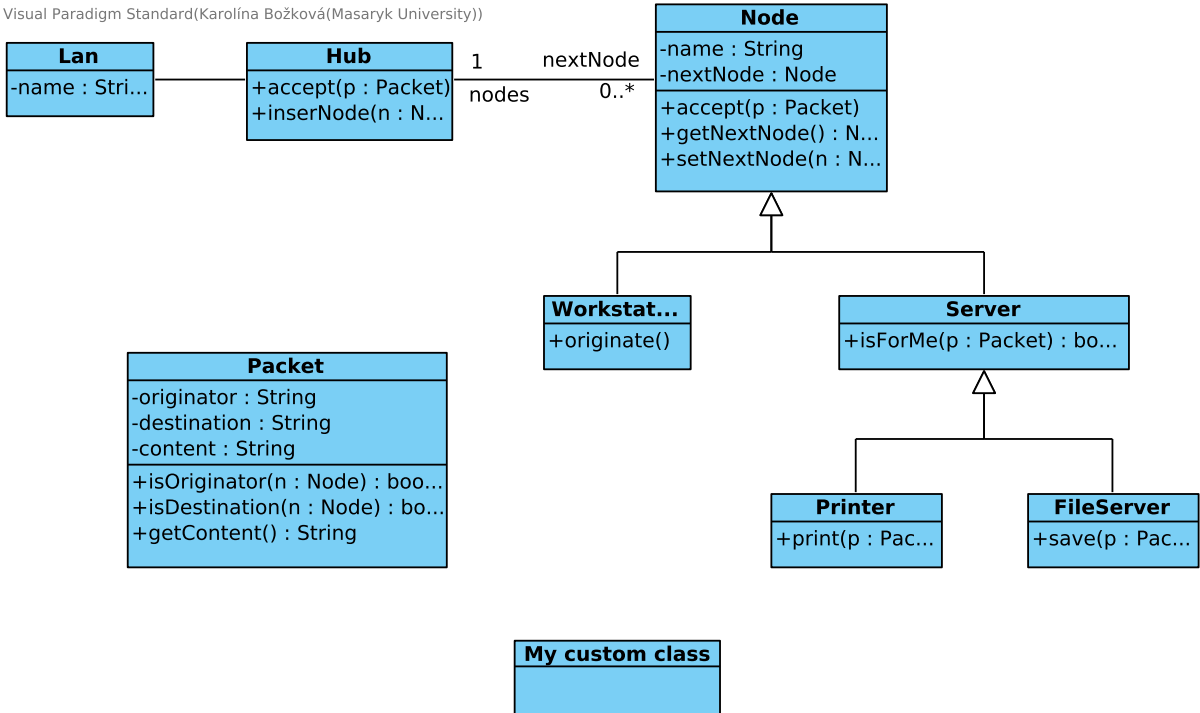 Visual Paradigm Standard(Karolína Božková(Masaryk University))
Lan
-name : Stri...
Hub
+accept(p : Packet)
+inserNode(n : N...
1
nextNode
nodes
0..*
Node
-name : String
-nextNode : Node
+accept(p : Packet)
+getNextNode() : N...
+setNextNode(n : N...
Workstat...
+originate()
Server
+isForMe(p : Packet) : bo...
Packet
-originator : String
-destination : String
-content : String
+isOriginator(n : Node) : boo...
+isDestination(n : Node) : bo...
+getContent() : String
Printer
+print(p : Pac...
FileServer
+save(p : Pac...
My custom class